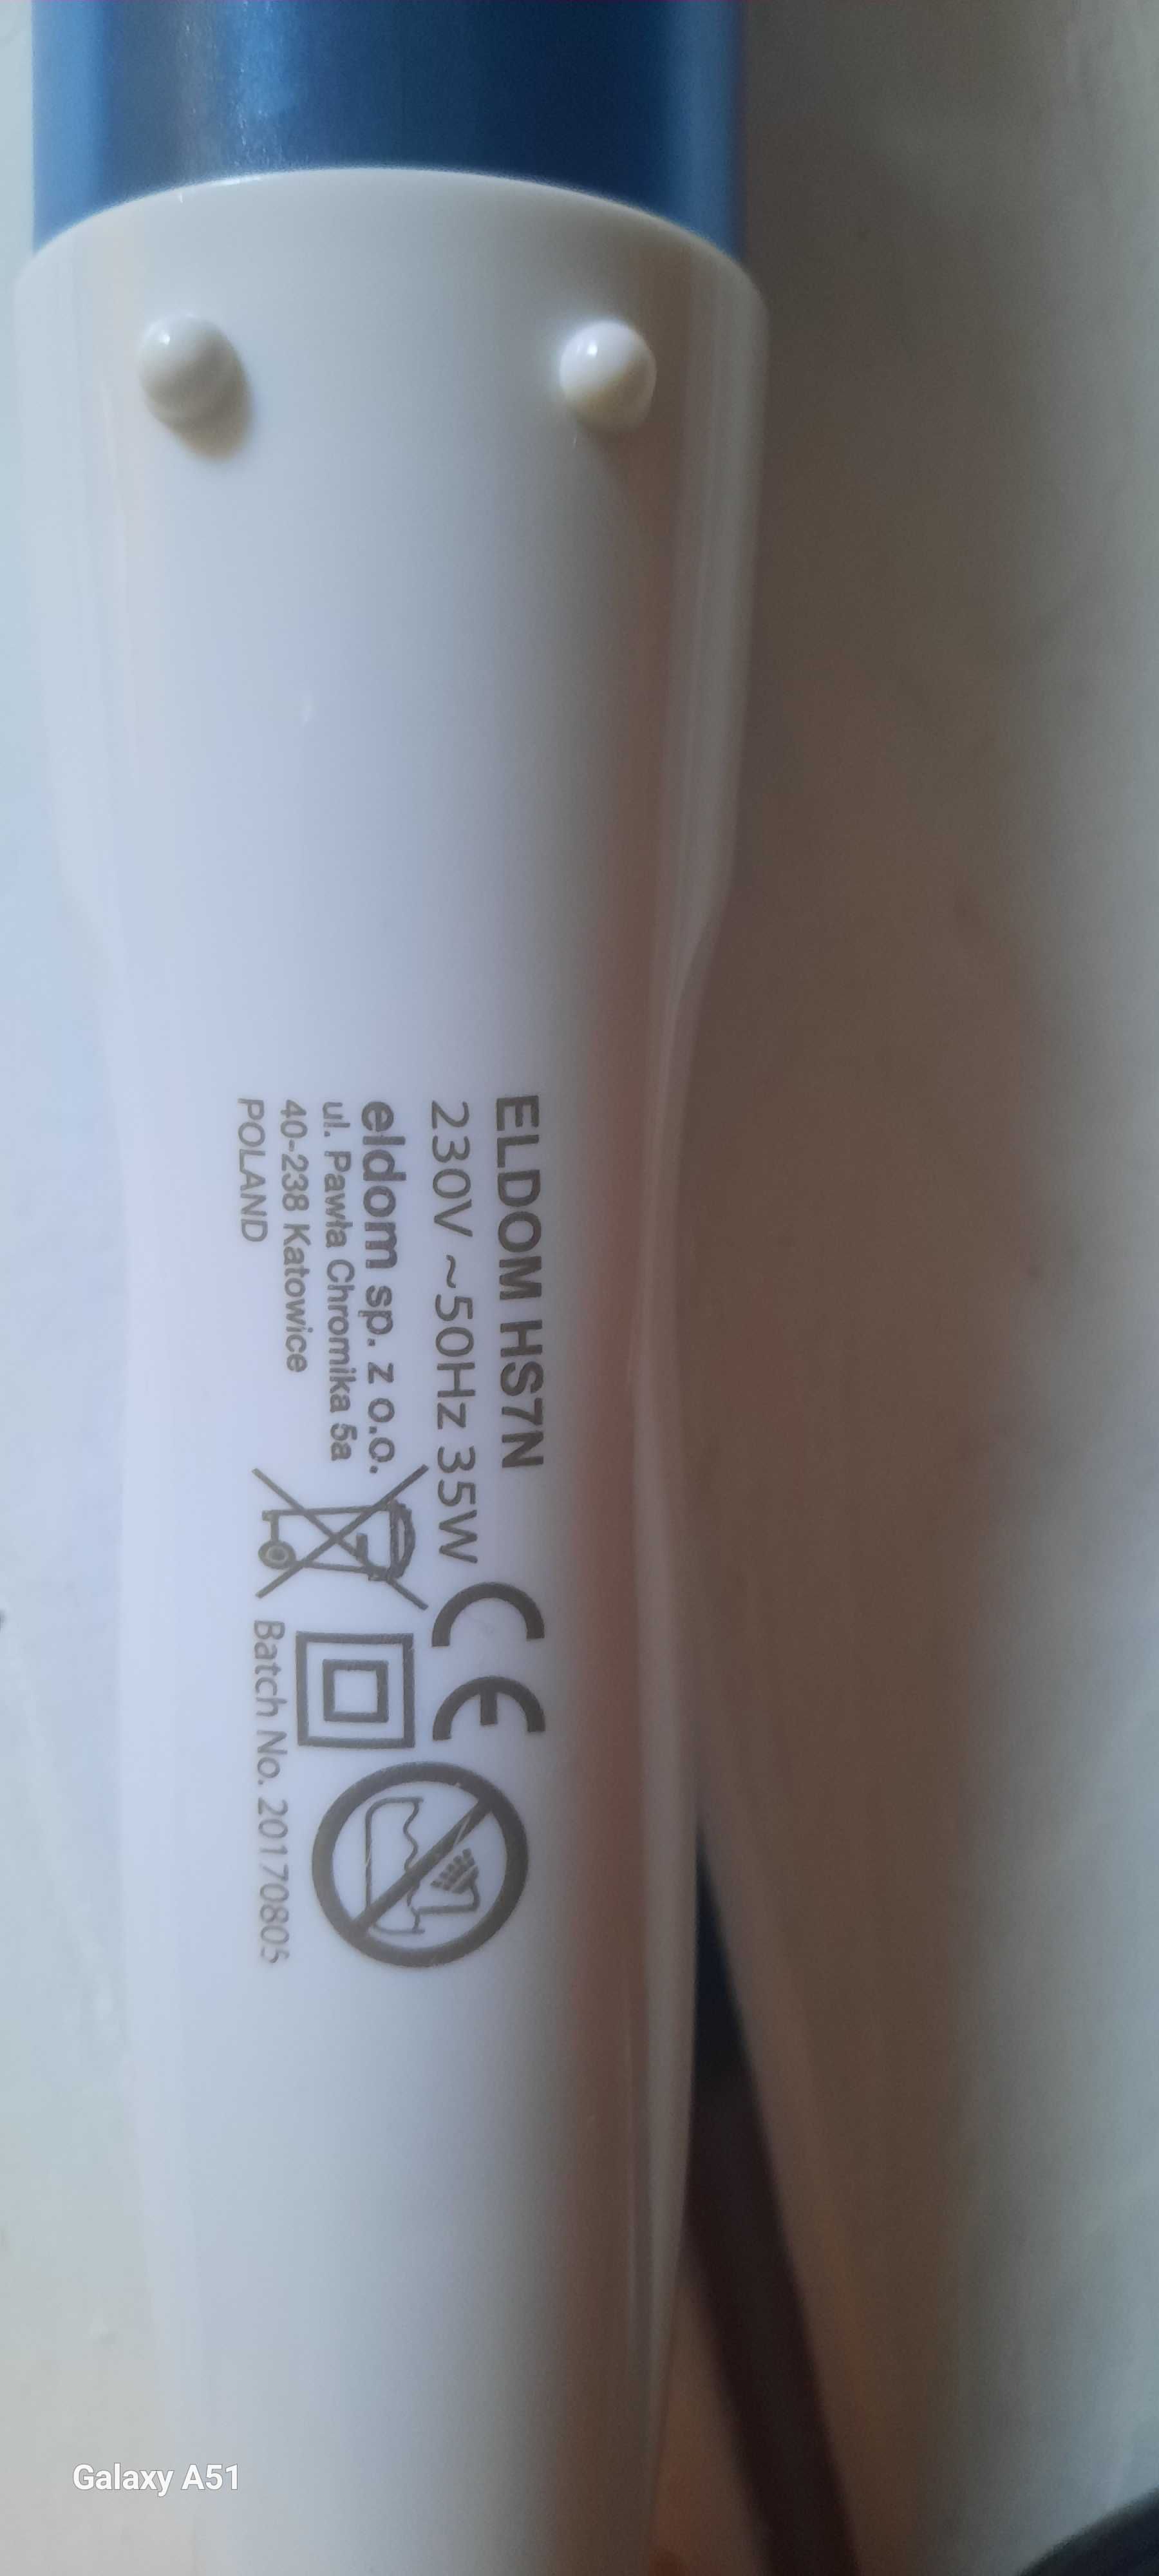 ELDOM HS7N
230V ~50Hz 35W
CE
eldom sp. z o.o.
ul. Pawła Chromika 5a
40-238 Katowice
POLAND
Batch No. 20170805
Galaxy A51